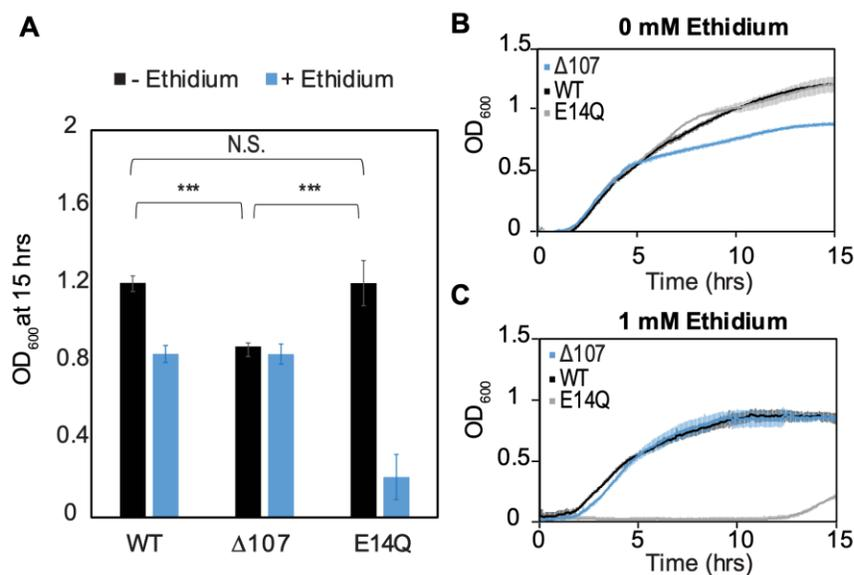 A
- Ethidium + Ethidium
2
1.6
1.2
0.8
0.4
0
OD600 at 15 hrs
N.S.
*** ***
WT Δ107 E14Q
B
0 mM Ethidium
1.5
1
0.5
0
OD600
Δ107
WT
E14Q
0 5 10 15
Time (hrs)
C
1 mM Ethidium
1.5
1
0.5
0
OD600
Δ107
WT
E14Q
0 5 10 15
Time (hrs)